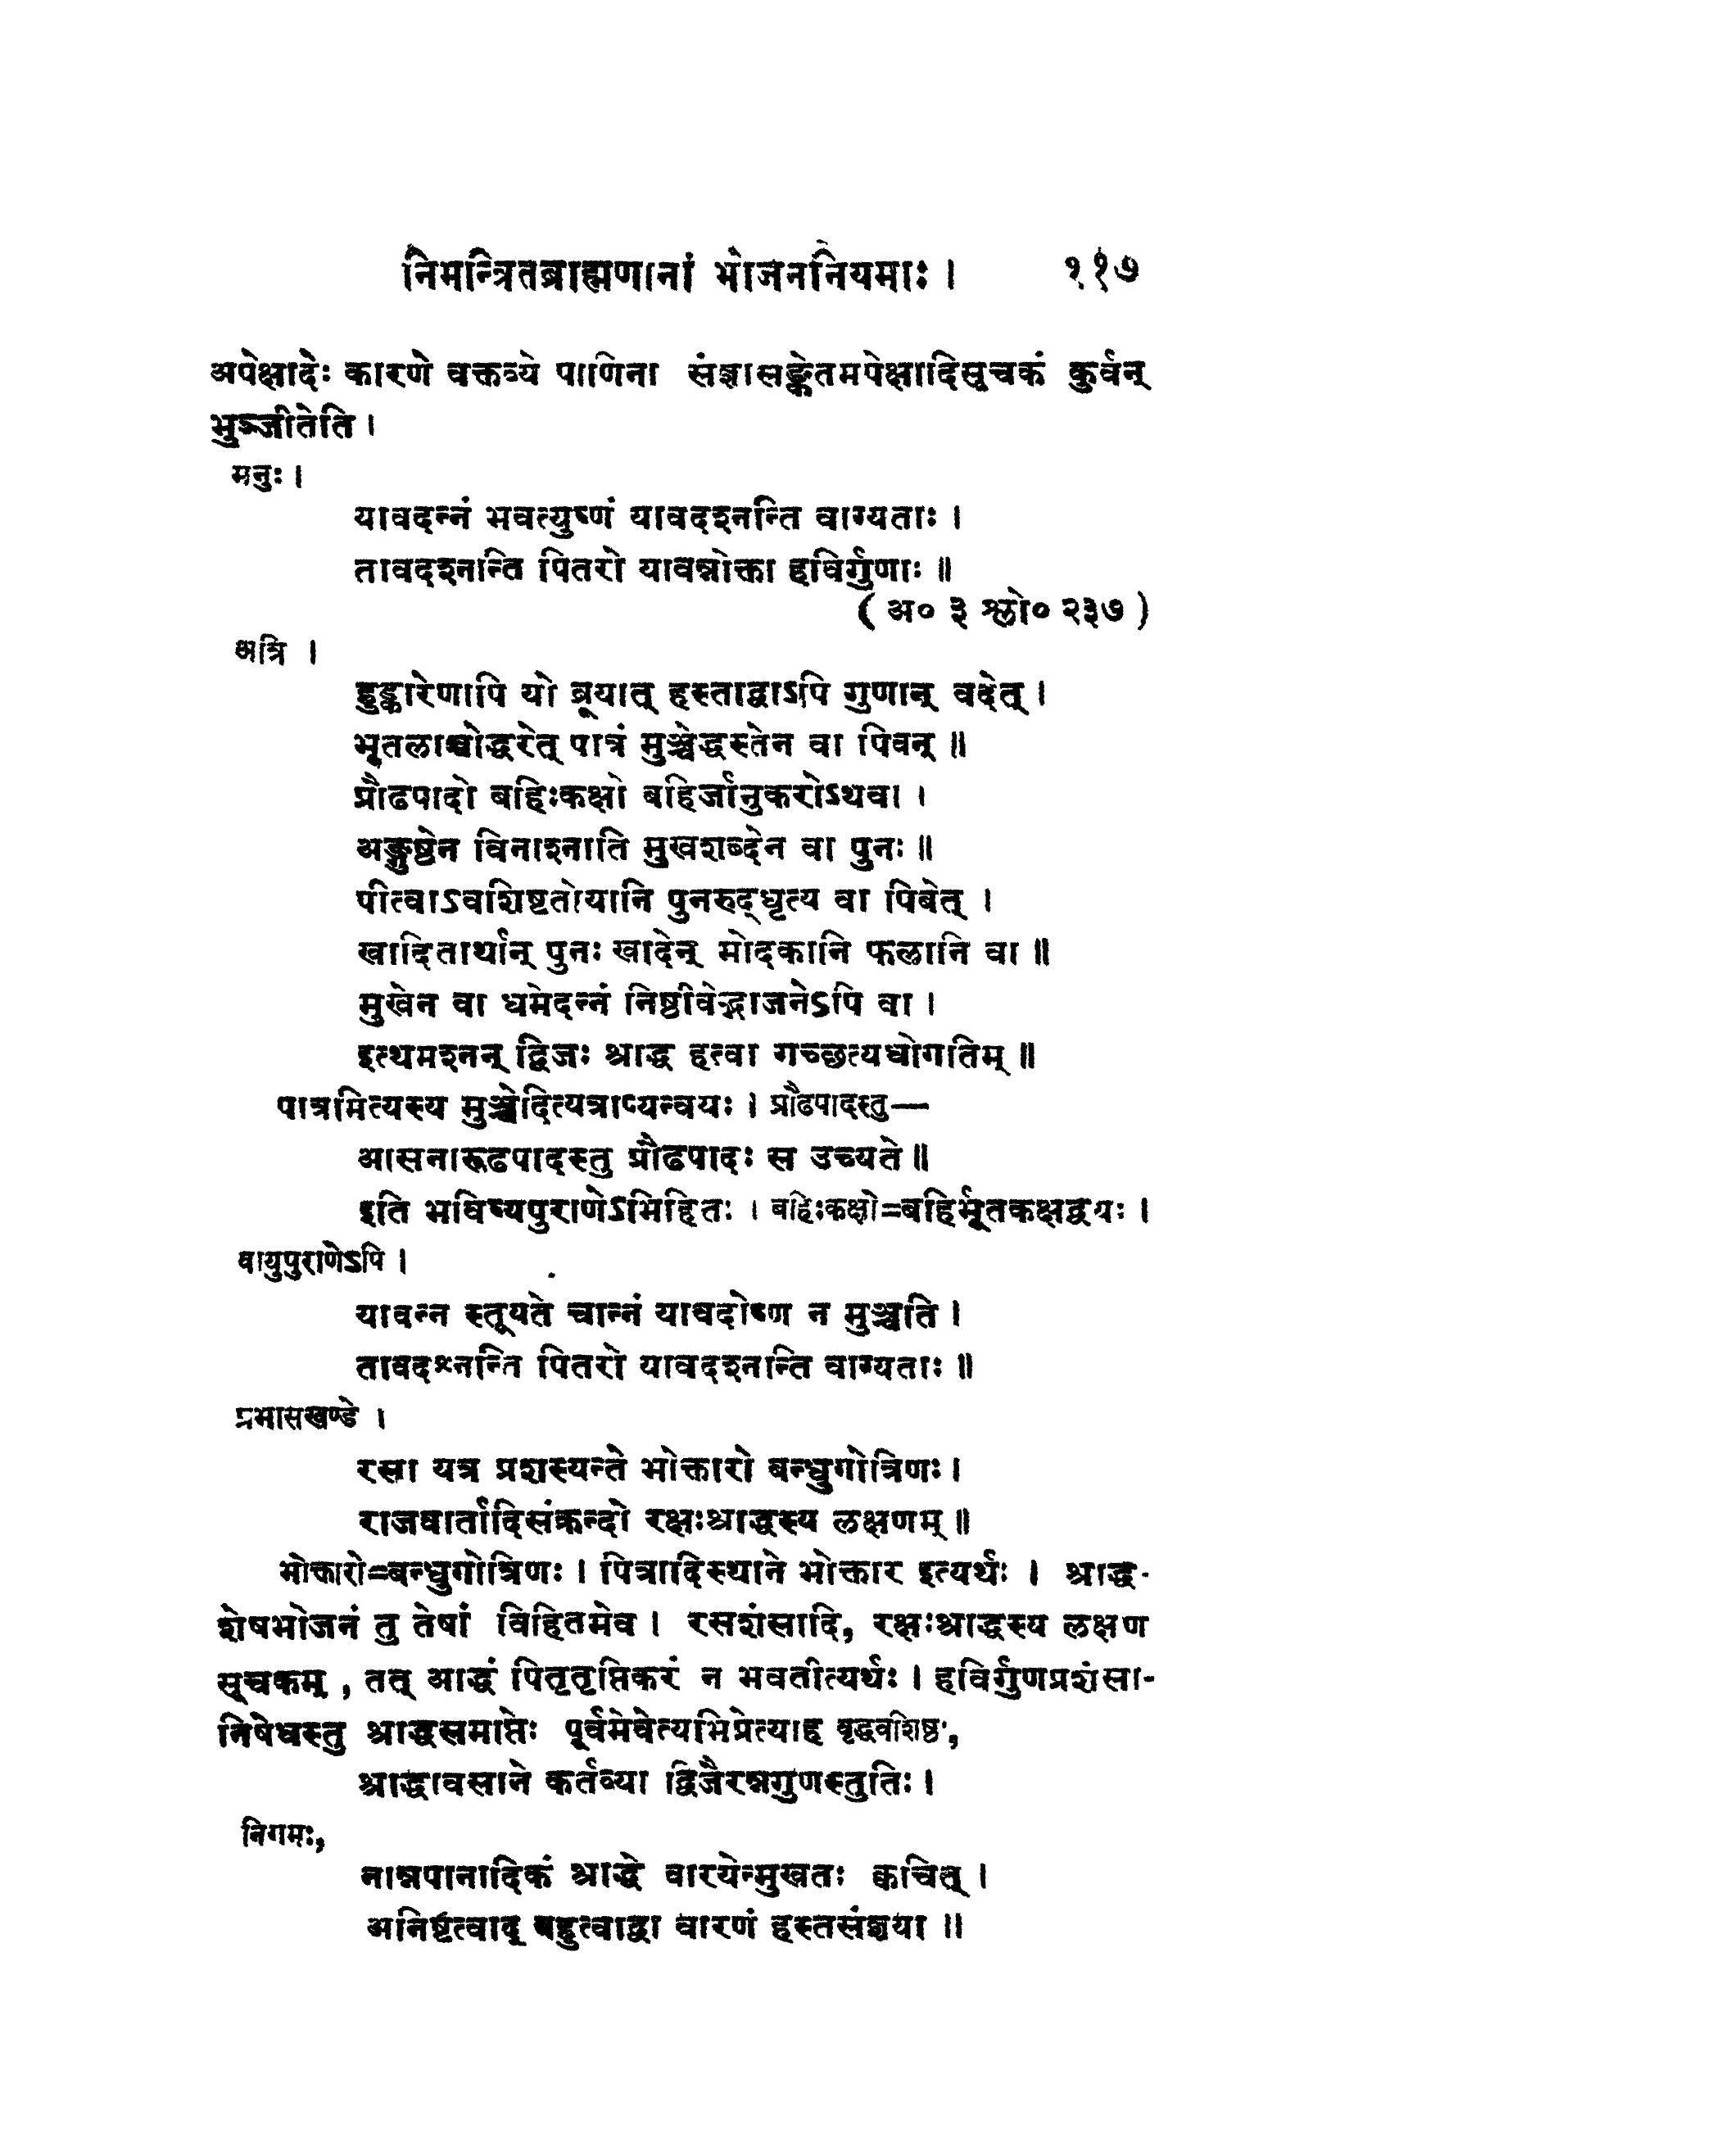 निमन्त्रितब्राह्मणानां भोजननियमाः । ११७
अपेक्षादेः कारणे वक्तव्ये पाणिना संज्ञासङ्केतमपेक्षादिसूचकं कुर्वन्
भुञ्जीतेति ।
मनुः ।
यावदन्नं भवत्युष्णं यावदश्नन्ति वाग्यताः ।
तावदश्नन्ति पितरो यावन्नोक्ता हविर्गुणाः ॥
( अ० ३ श्लो० २३७ )
अत्रि ।
हुङ्कारेणापि यो ब्रूयात् हस्ताद्वाऽपि गुणान् वदेत् ।
भूतलाच्चोद्धरेत् पात्रं मुञ्चेद्धस्तेन वा पिवन् ॥
प्रौढपादो बहिःकक्षो बहिर्जानुकरोऽथवा ।
अङ्गुष्ठेन विनाश्नाति मुखशब्देन वा पुनः ॥
पीत्वाऽवशिष्टतोयानि पुनरुद्धृत्य वा पिबेत् ।
खादितार्थान् पुनः खादेन् मोदकानि फलानि वा ॥
मुखेन वा धमेदन्नं निष्ठीवेद्भाजनेऽपि वा ।
इत्थमश्नन् द्विजः श्राद्ध हत्वा गच्छत्यधोगतिम् ॥
पात्रमित्यस्य मुञ्चेदित्यत्राप्यन्वयः । प्रौढपादस्तु—
आसनारूढपादस्तु प्रौढपादः स उच्यते ॥
इति भविष्यपुराणेऽभिहितः । बहिःकक्षो=बहिर्भूतकक्षद्वयः ।
वायुपुराणेऽपि ।
यावन्न स्तूयते चान्नं यावदोष्ण न मुञ्चति ।
तावदश्नन्ति पितरो यावदश्नन्ति वाग्यताः ॥
प्रभासखण्डे ।
रसा यत्र प्रशस्यन्ते भोक्तारो बन्धुगोत्रिणः ।
राजवार्तादिसंक्रन्दो रक्षःश्राद्धस्य लक्षणम् ॥
भोक्तारो=बन्धुगोत्रिणः । पित्रादिस्थाने भोक्तार इत्यर्थः । श्राद्ध-
शेषभोजनं तु तेषां विहितमेव । रसशंसादि, रक्षःश्राद्धस्य लक्षण
सूचकम् , तत् श्राद्धं पितृतृप्तिकरं न भवतीत्यर्थः । हविर्गुणप्रशंसा-
निषेधस्तु श्राद्धसमाप्तेः पूर्वमेवेत्यभिप्रेत्याह वृद्धवशिष्ठः,
श्राद्धावसाने कर्तव्या द्विजैरन्नगुणस्तुतिः ।
निगमः,
नान्नपानादिकं श्राद्धे वारयेन्मुखतः क्वचित् ।
अनिष्टत्वाद् बहुत्वाद्वा वारणं हस्तसंज्ञया ॥